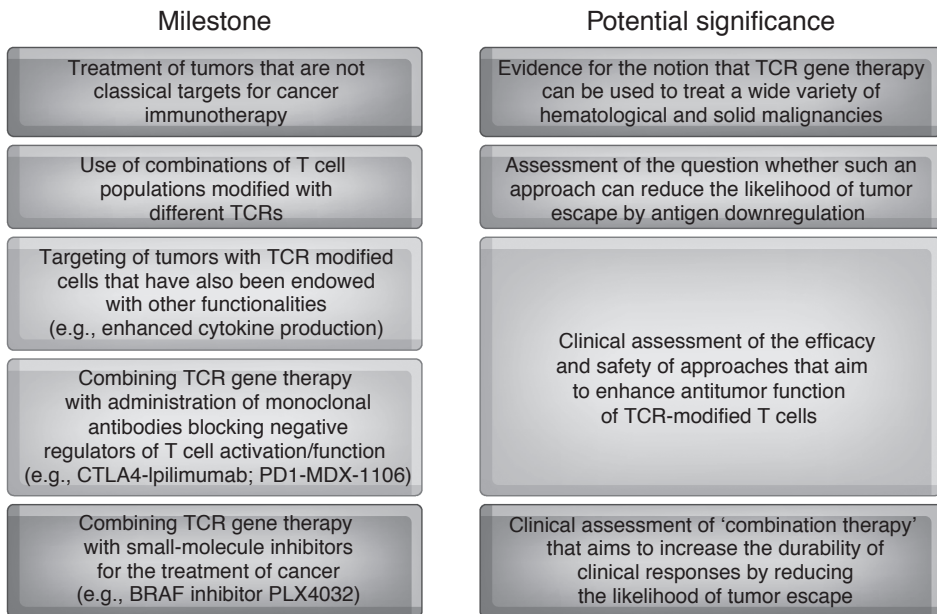 Milestone
Potential significance
Treatment of tumors that are not
classical targets for cancer
immunotherapy
Evidence for the notion that TCR gene therapy
can be used to treat a wide variety of
hematological and solid malignancies
Use of combinations of T cell
populations modified with
different TCRs
Assessment of the question whether such an
approach can reduce the likelihood of tumor
escape by antigen downregulation
Targeting of tumors with TCR modified
cells that have also been endowed
with other functionalities
(e.g., enhanced cytokine production)
Combining TCR gene therapy
with administration of monoclonal
antibodies blocking negative
regulators of T cell activation/function
(e.g., CTLA4-Ipilimumab; PD1-MDX-1106)
Clinical assessment of the efficacy
and safety of approaches that aim
to enhance antitumor function
of TCR-modified T cells
Combining TCR gene therapy
with small-molecule inhibitors
for the treatment of cancer
(e.g., BRAF inhibitor PLX4032)
Clinical assessment of ‘combination therapy’
that aims to increase the durability of
clinical responses by reducing
the likelihood of tumor escape